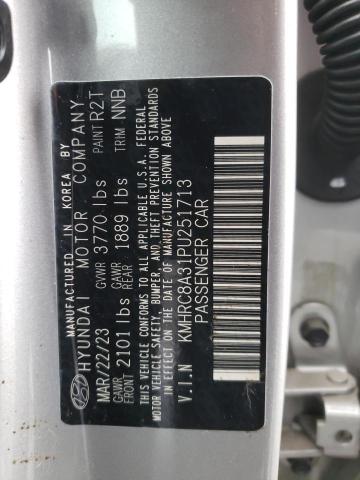 MANUFACTURED IN KOREA BY
HYUNDAI MOTOR COMPANY
MAR/22/23 GVWR 3770 lbs PAINT R2T
GAWR FRONT 2101 lbs GAWR REAR 1889 lbs TRIM NNB
THIS VEHICLE CONFORMS TO ALL APPLICABLE U.S.A. FEDERAL
MOTOR VEHICLE SAFETY, BUMPER, AND THEFT PREVENTION STANDARDS
IN EFFECT ON THE DATE OF MANUFACTURE SHOWN ABOVE.
V.I.N KMHRC8A31PU251713
PASSENGER CAR